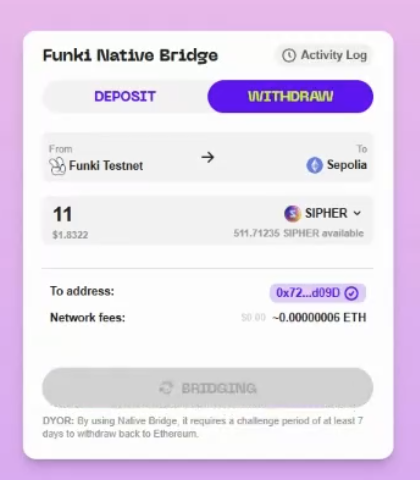 Funki Native Bridge
Activity Log
DEPOSIT
WITHDRAW
From
To
Funki Testnet
Sepolia
11
SIPHER
$1.8322
511.71235 SIPHER available
To address:
0x72...d09D
Network fees:
$0.00 ~0.00000006 ETH
BRIDGING
DYOR: By using Native Bridge, it requires a challenge period of at least 7
days to withdraw back to Ethereum.